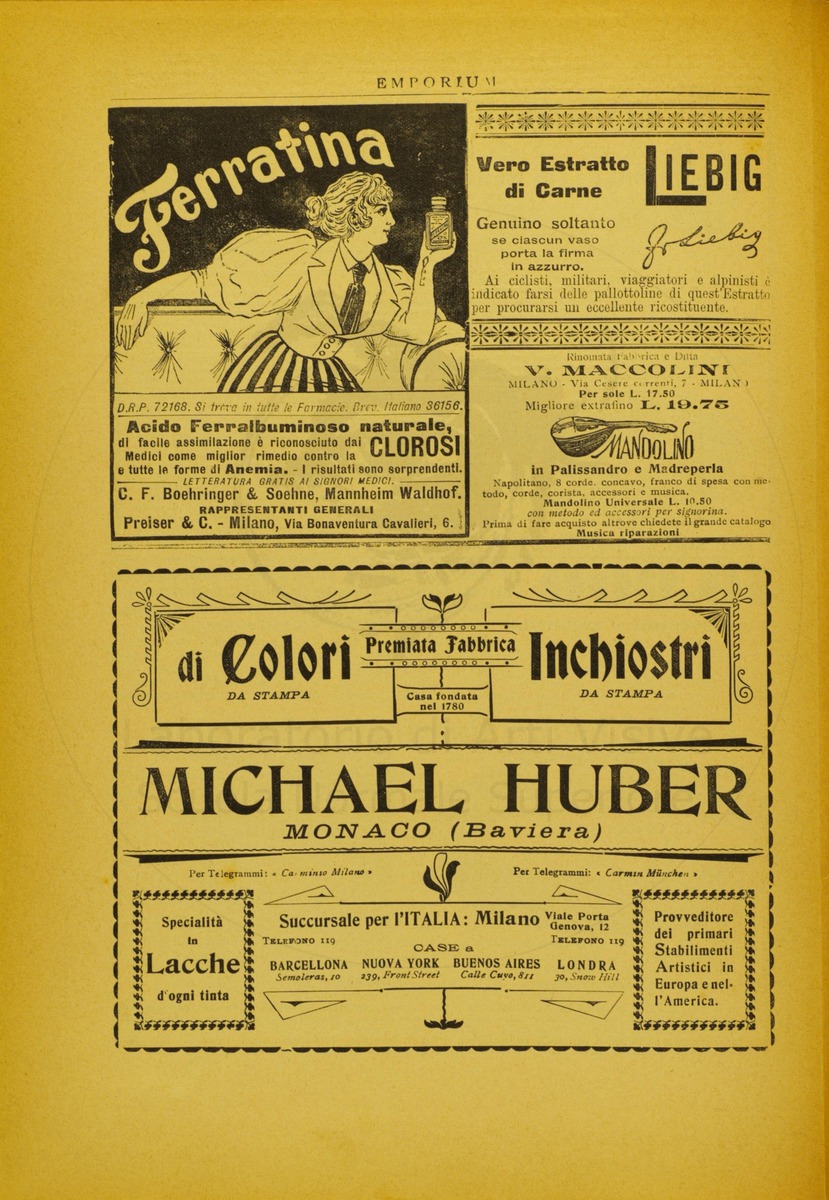 EMPORIUM
Ferratina
D.R.P. 72168. Si trova in tutte le Farmacie. Brev. Italiano 36156.
Acido Ferralbuminoso naturale,
di facile assimilazione è riconosciuto dai
Medici come miglior rimedio contro la CLOROSI
e tutte le forme di Anemia. - I risultati sono sorprendenti.
LETTERATURA GRATIS AI SIGNORI MEDICI.
C. F. Boehringer & Soehne, Mannheim Waldhof.
RAPPRESENTANTI GENERALI
Preiser & C. - Milano, Via Bonaventura Cavalieri, 6.
Vero Estratto
di Carne
LIEBIG
Genuino soltanto
se ciascun vaso
porta la firma
in azzurro.
Liebig
Ai ciclisti, militari, viaggiatori e alpinisti è
indicato farsi delle pallottoline di quest'Estratto
per procurarsi un eccellente ricostituente.
Rinomata Fabbrica e Ditta
V. MACCOLINI
MILANO - Via Cesare Correnti, 7 - MILANO
Per sole L. 17.50
Migliore extrafino L. 19.75
MANDOLINO
in Palissandro e Madreperla
Napolitano, 8 corde. concavo, franco di spesa con me-
todo, corde, corista, accessori e musica.
Mandolino Universale L. 10.50
con metodo ed accessori per signorina.
Prima di fare acquisto altrove chiedete il grande catalogo
Musica riparazioni
Premiata Fabbrica
di Colori
DA STAMPA
Inchiostri
DA STAMPA
Casa fondata
nel 1780
MICHAEL HUBER
MONACO (Baviera)
Per Telegrammi: « Carminio Milano »
Per Telegrammi: « Carmin München »
Specialità
in
Lacche
d'ogni tinta
Succursale per l'ITALIA: Milano Viale Porta
Genova, 12
TELEFONO 119
TELEFONO 119
CASE a
BARCELLONA NUOVA YORK BUENOS AIRES LONDRA
Semoleras, 10 239, Front Street Calle Cuyo, 811 30, Snow Hill
Provveditore
dei primari
Stabilimenti
Artistici in
Europa e nel-
l'America.